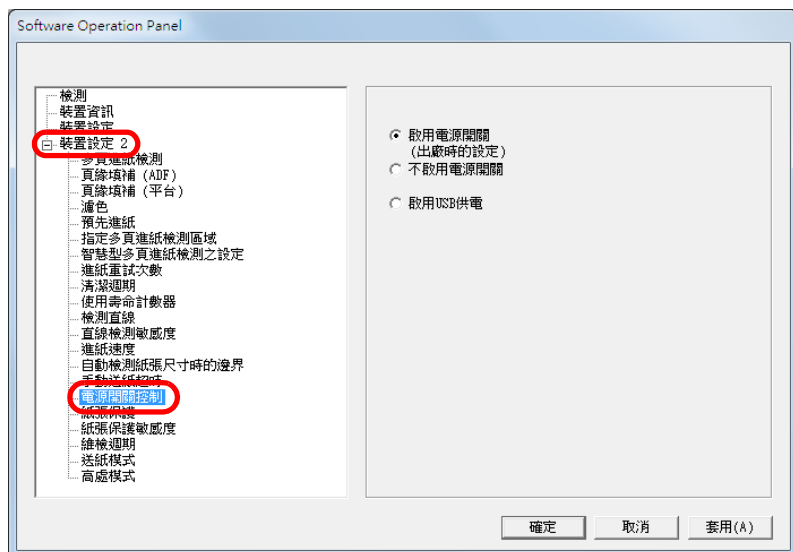 Software Operation Panel
檢測
裝置資訊
裝置設定
裝置設定 2
多頁進紙檢測
頁緣填補 (ADF)
頁緣填補 (平台)
濾色
預先進紙
指定多頁進紙檢測區域
智慧型多頁進紙檢測之設定
進紙重試次數
清潔週期
使用壽命計數器
檢測直線
直線檢測敏感度
進紙速度
自動檢測紙張尺寸時的邊界
手動送紙超時
電源開關控制
紙張保護
紙張保護敏感度
維檢週期
送紙模式
高處模式
啟用電源開關
(出廠時的設定)
不啟用電源開關
啟用USB供電
確定
取消
套用(A)